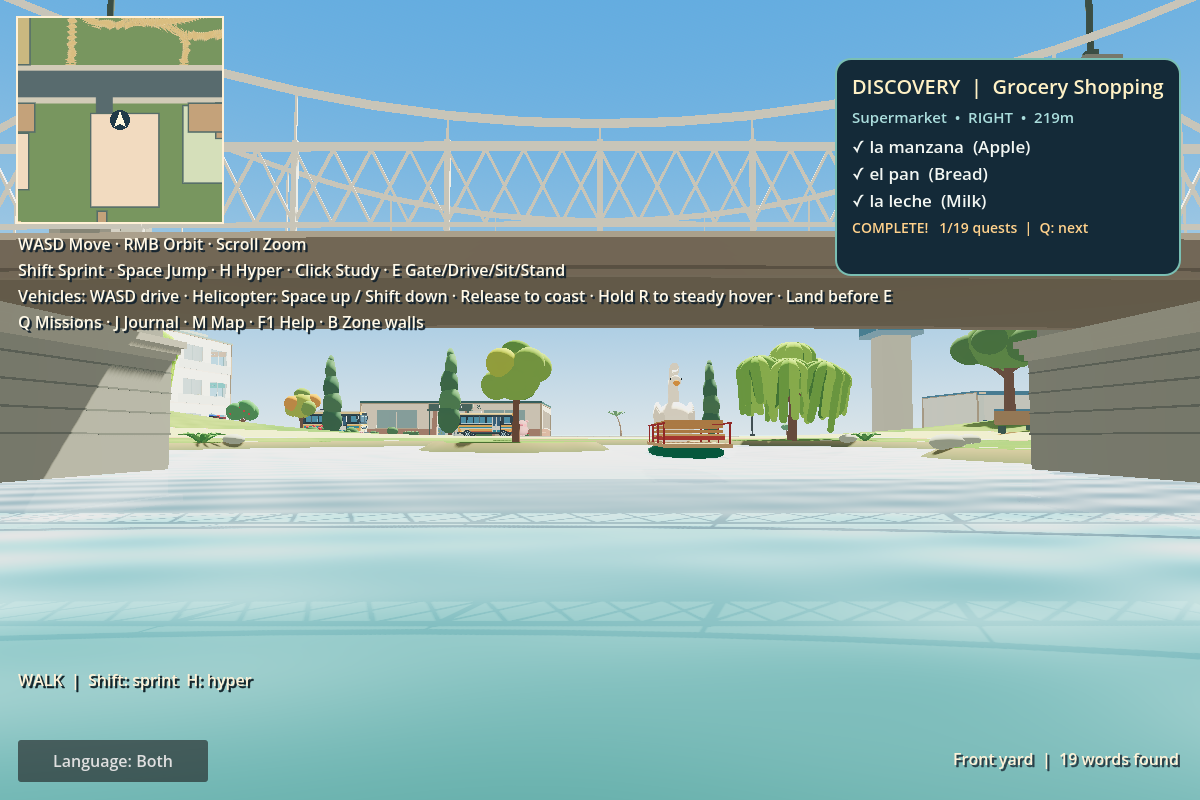 DISCOVERY | Grocery Shopping
Supermarket • RIGHT • 219m
✓ la manzana (Apple)
✓ el pan (Bread)
✓ la leche (Milk)
COMPLETE! 1/19 quests | Q: next
WASD Move · RMB Orbit · Scroll Zoom
Shift Sprint · Space Jump · H Hyper · Click Study · E Gate/Drive/Sit/Stand
Vehicles: WASD drive · Helicopter: Space up / Shift down · Release to coast · Hold R to steady hover · Land before E
Q Missions · J Journal · M Map · F1 Help · B Zone walls
WALK | Shift: sprint H: hyper
Language: Both
Front yard | 19 words found